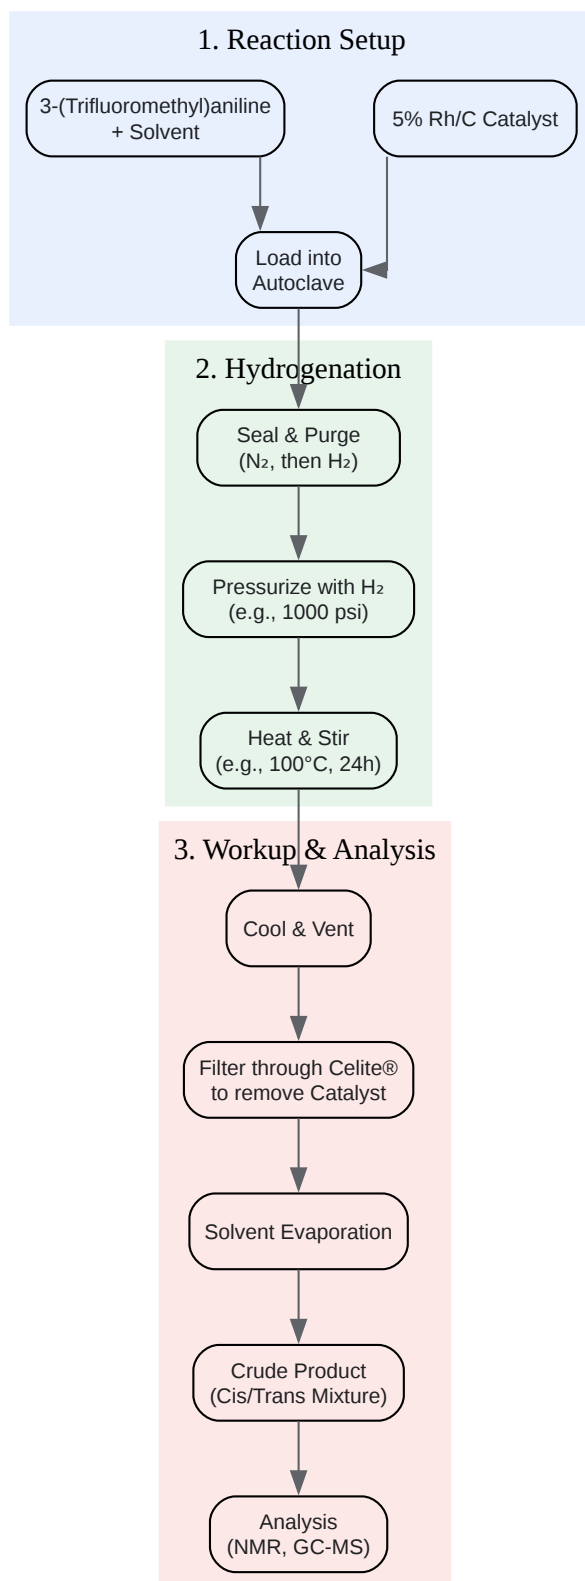 1. Reaction Setup
3-(Trifluoromethyl)aniline
+ Solvent
5% Rh/C Catalyst
Load into
Autoclave
2. Hydrogenation
Seal & Purge
(N₂, then H₂)
Pressurize with H₂
(e.g., 1000 psi)
Heat & Stir
(e.g., 100°C, 24h)
3. Workup & Analysis
Cool & Vent
Filter through Celite®
to remove Catalyst
Solvent Evaporation
Crude Product
(Cis/Trans Mixture)
Analysis
(NMR, GC-MS)